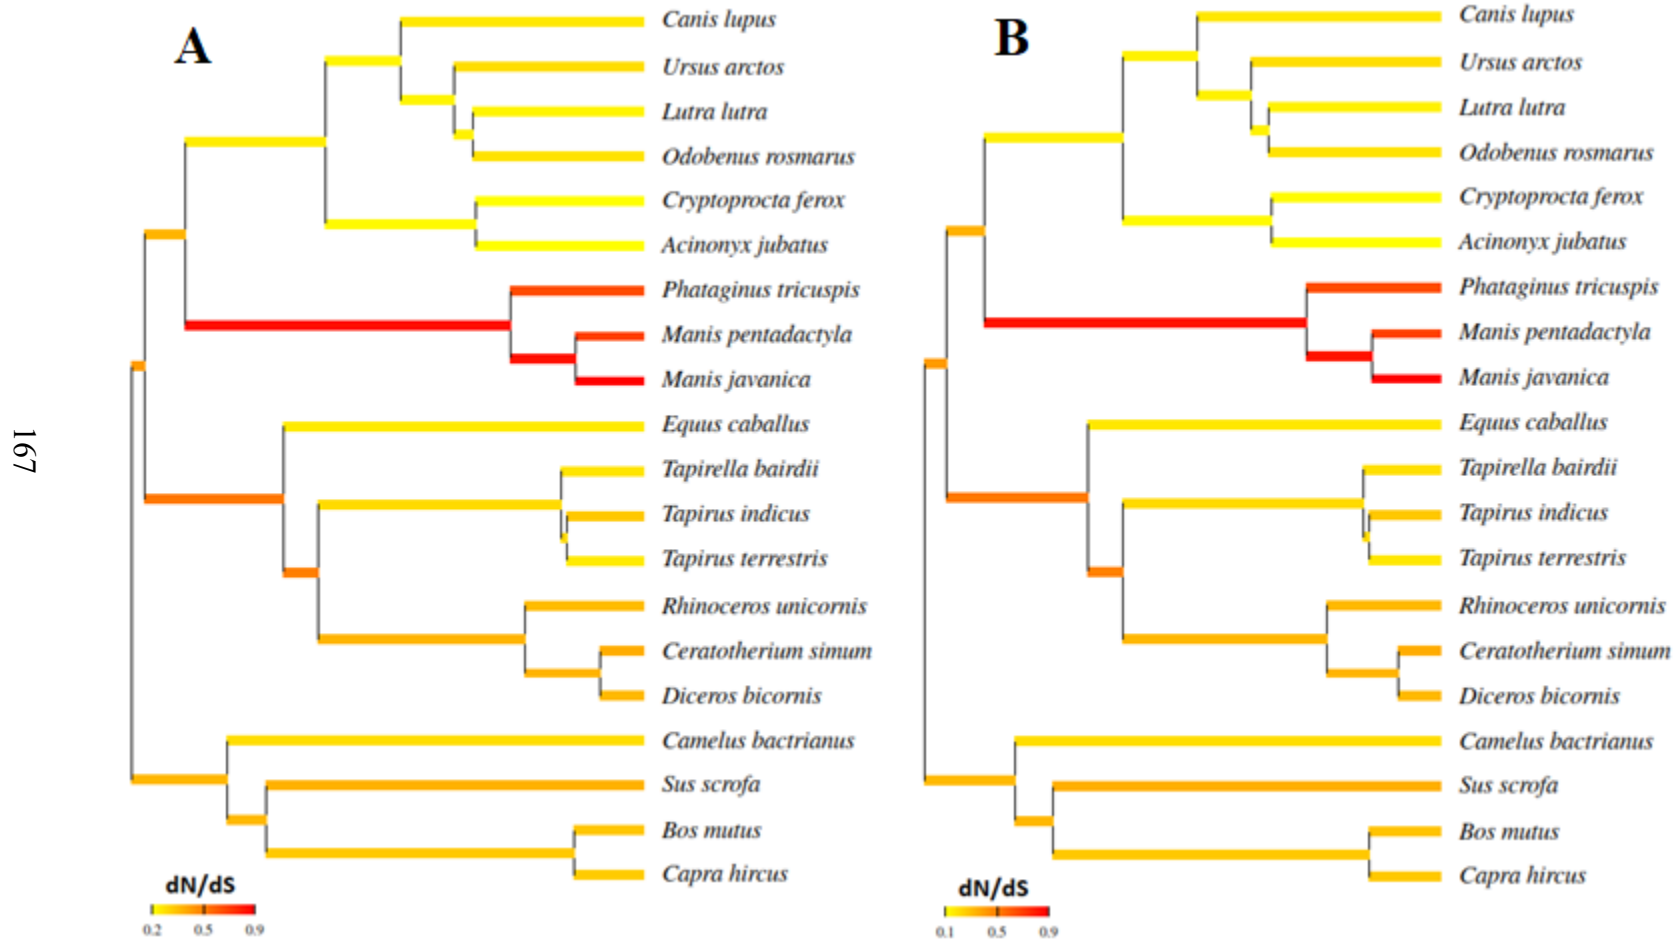 A
Canis lupus
Ursus arctos
Lutra lutra
Odobenus rosmarus
Cryptoprocta ferox
Acinonyx jubatus
Phataginus tricuspis
Manis pentadactyla
Manis javanica
Equus caballus
Tapirella bairdii
Tapirus indicus
Tapirus terrestris
Rhinoceros unicornis
Ceratotherium simum
Diceros bicornis
Camelus bactrianus
Sus scrofa
Bos mutus
Capra hircus
dN/dS
0.2 0.5 0.9
B
Canis lupus
Ursus arctos
Lutra lutra
Odobenus rosmarus
Cryptoprocta ferox
Acinonyx jubatus
Phataginus tricuspis
Manis pentadactyla
Manis javanica
Equus caballus
Tapirella bairdii
Tapirus indicus
Tapirus terrestris
Rhinoceros unicornis
Ceratotherium simum
Diceros bicornis
Camelus bactrianus
Sus scrofa
Bos mutus
Capra hircus
dN/dS
0.1 0.5 0.9
167